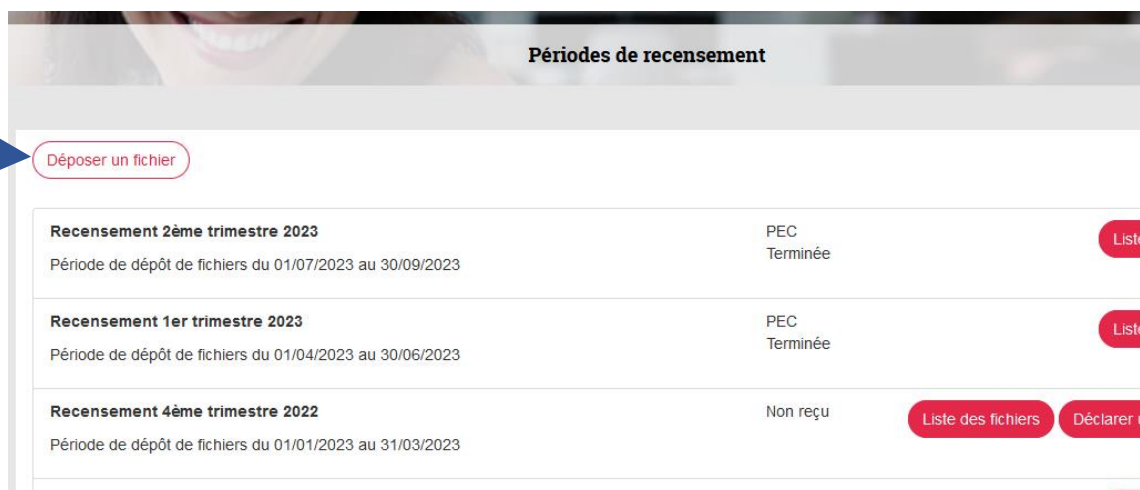 Périodes de recensement
Déposer un fichier
Recensement 2ème trimestre 2023
PEC
Terminée
Liste
Période de dépôt de fichiers du 01/07/2023 au 30/09/2023
Recensement 1er trimestre 2023
PEC
Terminée
Liste
Période de dépôt de fichiers du 01/04/2023 au 30/06/2023
Recensement 4ème trimestre 2022
Non reçu
Liste des fichiers
Déclarer
Période de dépôt de fichiers du 01/01/2023 au 31/03/2023